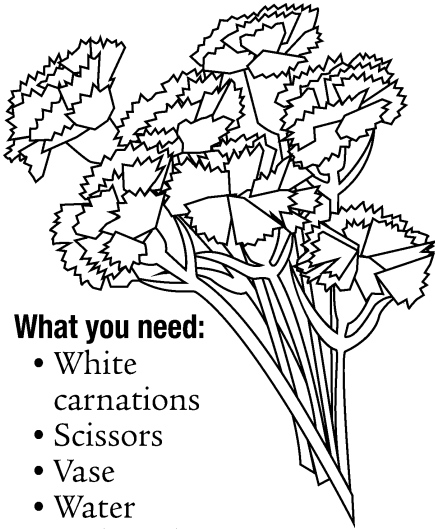 What you need:
• White
carnations
• Scissors
• Vase
• Water